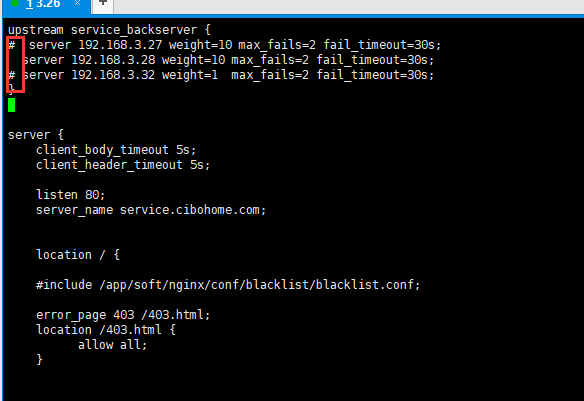 1 3.26 × +
upstream service_backserver {
#  server 192.168.3.27 weight=10 max_fails=2 fail_timeout=30s;
  server 192.168.3.28 weight=10 max_fails=2 fail_timeout=30s;
# server 192.168.3.32 weight=1  max_fails=2 fail_timeout=30s;
}
server {
    client_body_timeout 5s;
    client_header_timeout 5s;
    listen 80;
    server_name service.cibohome.com;
    location / {
    #include /app/soft/nginx/conf/blacklist/blacklist.conf;
    error_page 403 /403.html;
    location /403.html {
          allow all;
    }